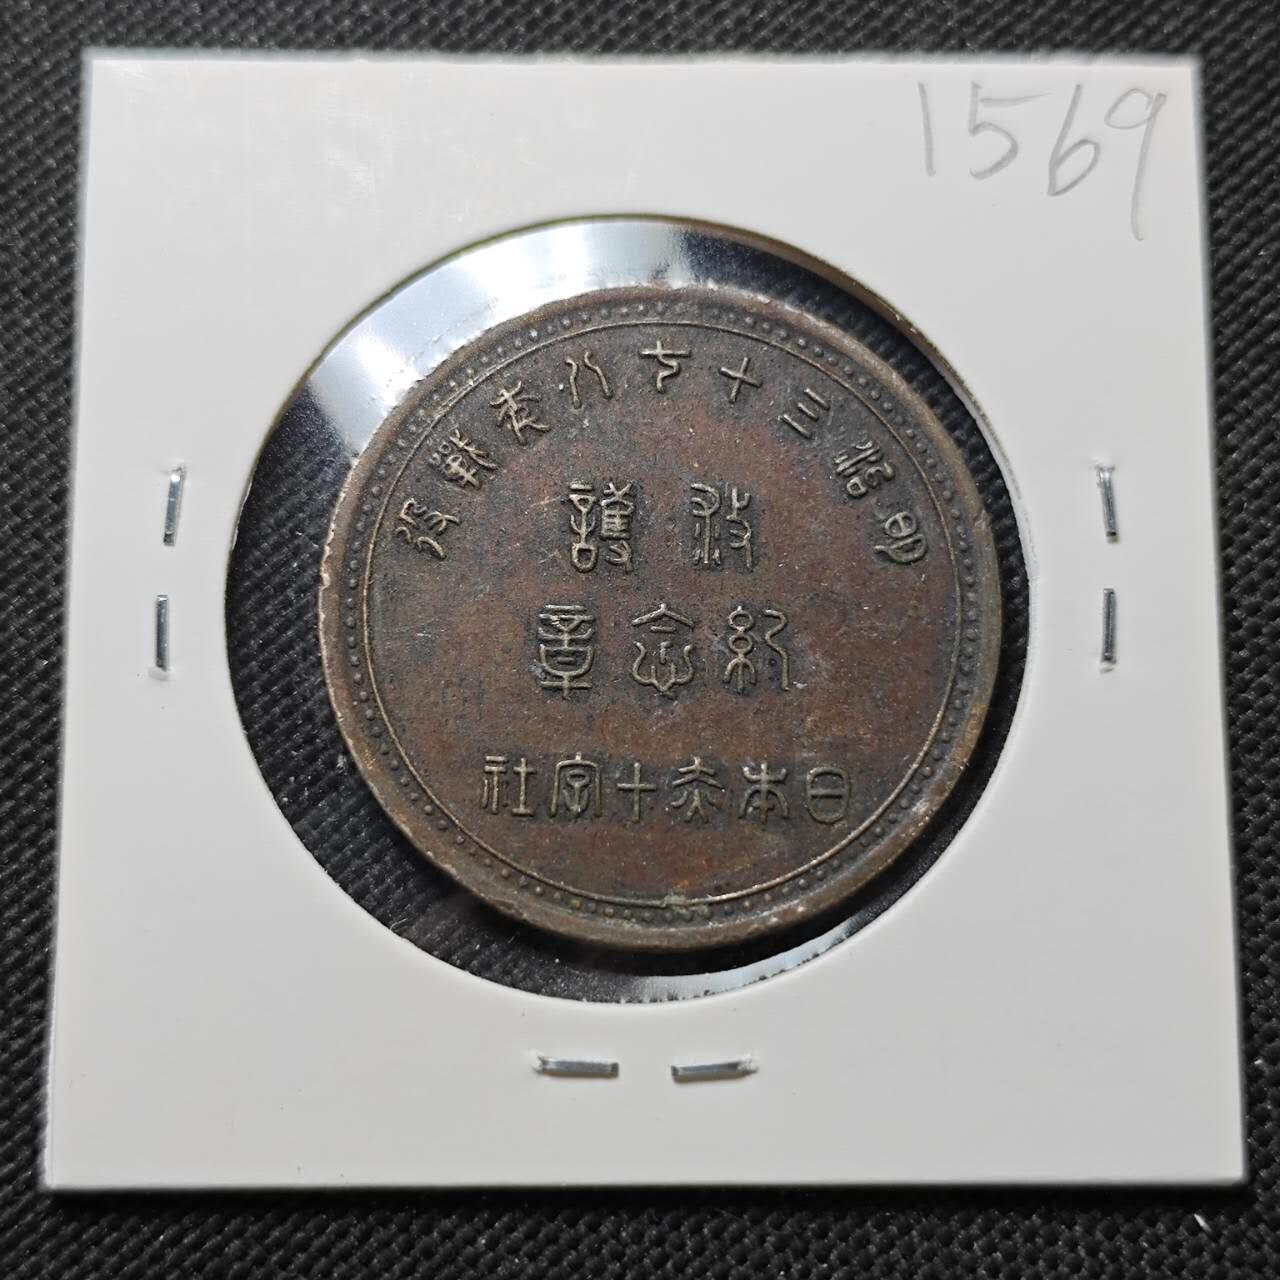 1569
明治三十七八年戰役
救護
紀念章
日本赤十字社